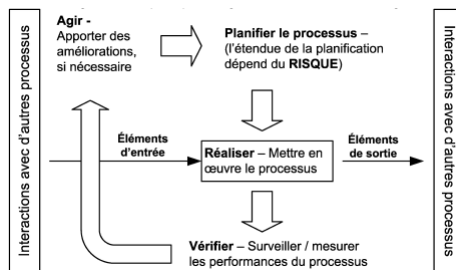 Interactions avec d'autres processus
Agir -
Apporter des
améliorations,
si nécessaire
Planifier le processus –
(l'étendue de la planification
dépend du RISQUE)
Éléments
d'entrée
Réaliser – Mettre en
œuvre le processus
Éléments
de sortie
Vérifier – Surveiller / mesurer
les performances du processus
Interactions avec d'autres processus